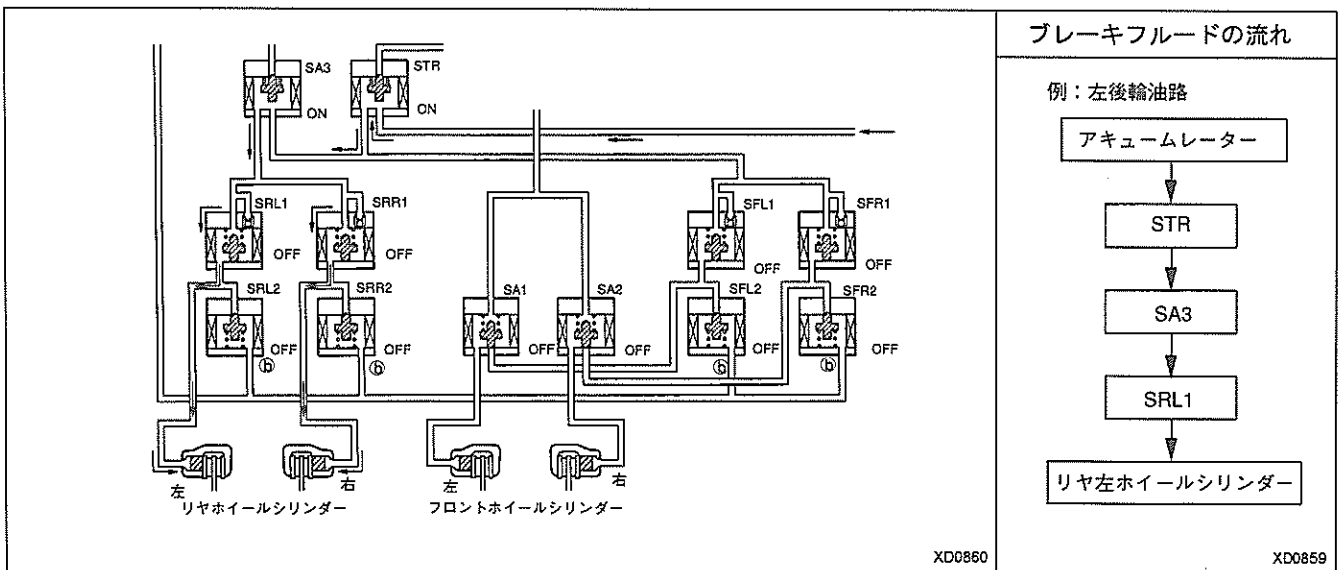 SA3
STR
ON
ON
SRL1
SRR1
SFL1
SFR1
OFF
OFF
OFF
OFF
SRL2
SRR2
SA1
SA2
SFL2
SFR2
OFF
OFF
OFF
OFF
OFF
OFF
ⓑ
ⓑ
ⓑ
ⓑ
左
右
左
右
リヤホイールシリンダー
フロントホイールシリンダー
XD0860
ブレーキフルードの流れ
例：左後輪油路
アキュームレーター
STR
SA3
SRL1
リヤ左ホイールシリンダー
XD0859